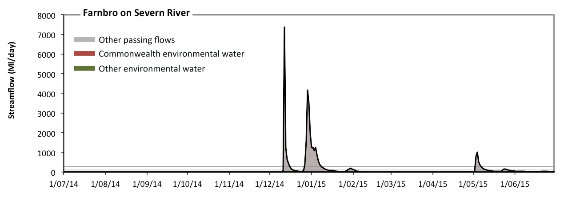 Farnbro on Severn River
8000
7000
6000
5000
4000
3000
2000
1000
0
Streamflow (Ml/day)
Other passing flows
Commonwealth environmental water
Other environmental water
1/07/14 1/08/14 1/09/14 1/10/14 1/11/14 1/12/14 1/01/15 1/02/15 1/03/15 1/04/15 1/05/15 1/06/15